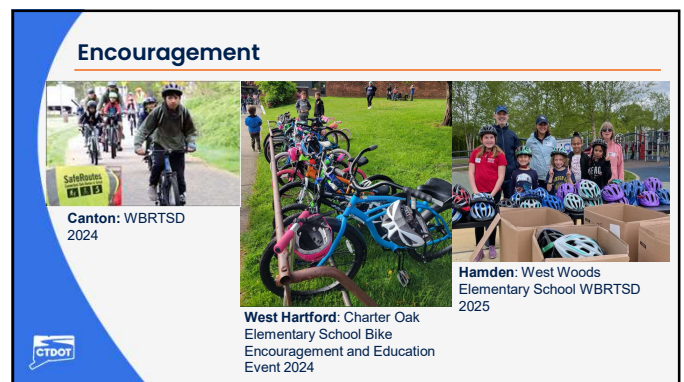 Encouragement
SafeRoutes
Canton: WBRTSD
2024
West Hartford: Charter Oak
Elementary School Bike
Encouragement and Education
Event 2024
Hamden: West Woods
Elementary School WBRTSD
2025
CTDOT